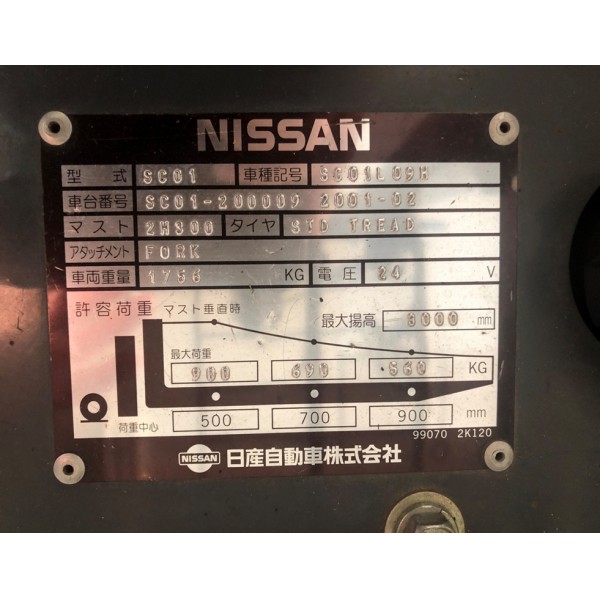 NISSAN
型式 SC01 車種記号 SC01L09H
車台番号 SC01-200009 2001-02
マスト 2M300 タイヤ STD TREAD
アタッチメント FORK
車両重量 KG 電圧 24 V
許容荷重 マスト垂直時
最大揚高 3000 mm
最大荷重
900 690 560 KG
荷重中心 500 700 900 mm
99070 2K120
NISSAN 日産自動車株式会社